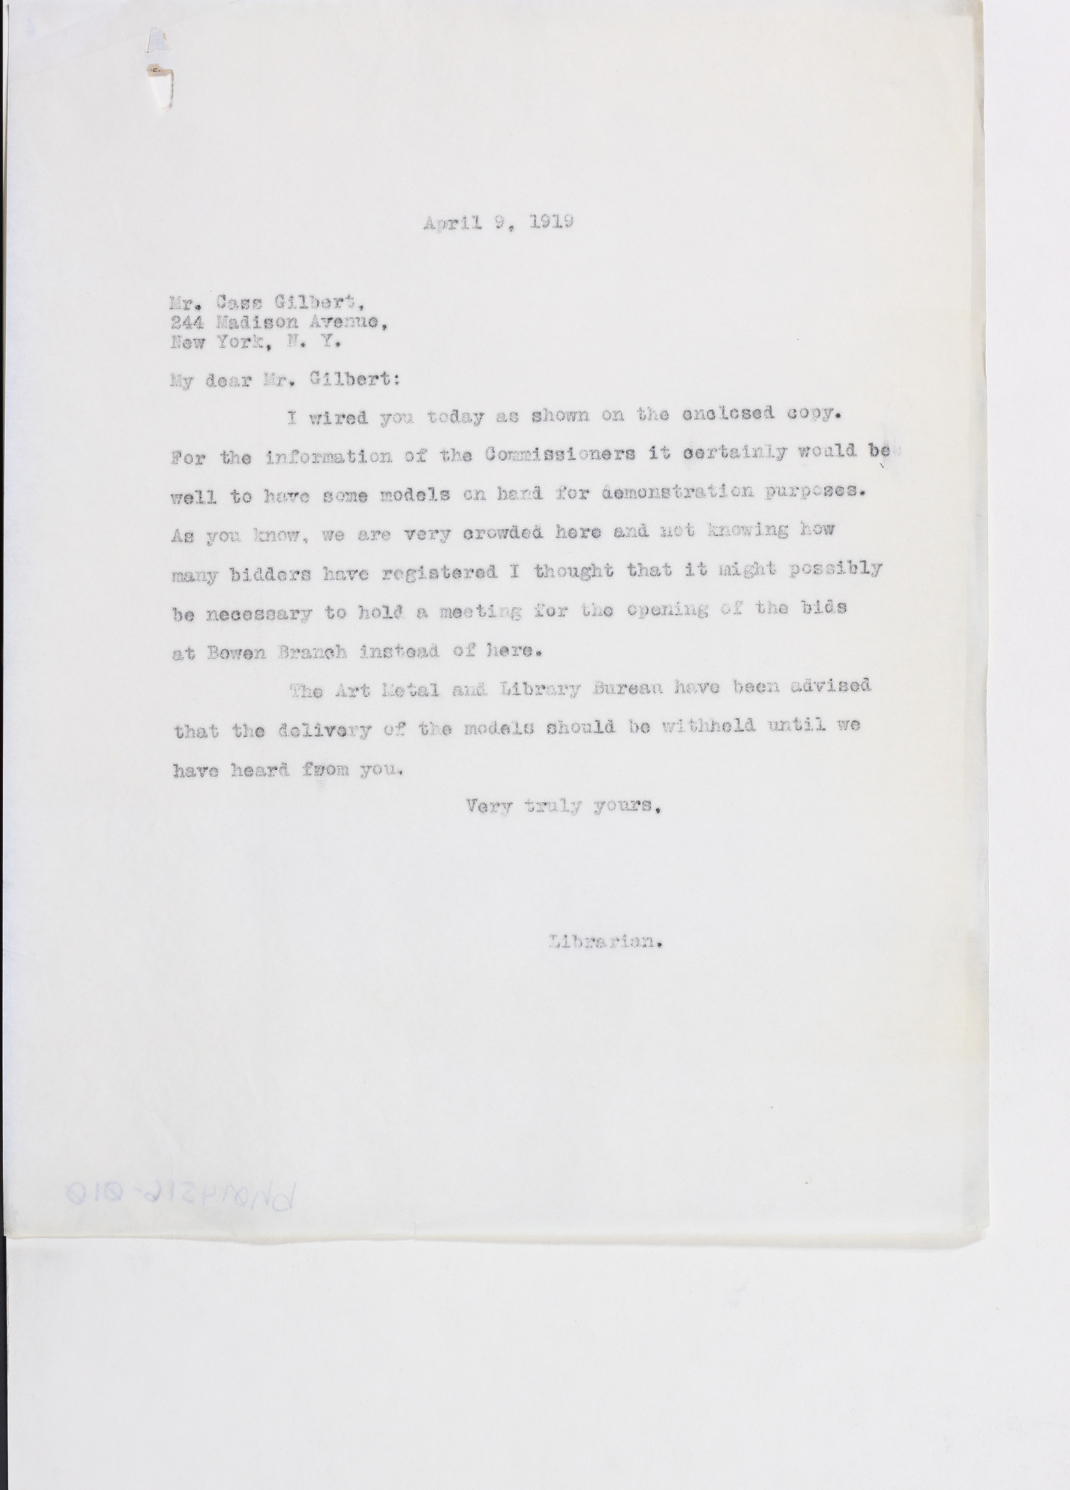 April 9, 1919
Mr. Cass Gilbert,
244 Madison Avenue,
New York, N. Y.
My dear Mr. Gilbert:
I wired you today as shown on the enclosed copy.
For the information of the Commissioners it certainly would be
well to have some models on hand for demonstration purposes.
As you know, we are very crowded here and not knowing how
many bidders have registered I thought that it might possibly
be necessary to hold a meeting for the opening of the bids
at Bowen Branch instead of here.
The Art Metal and Library Bureau have been advised
that the delivery of the models should be withheld until we
have heard fwom you.
Very truly yours,
Librarian.